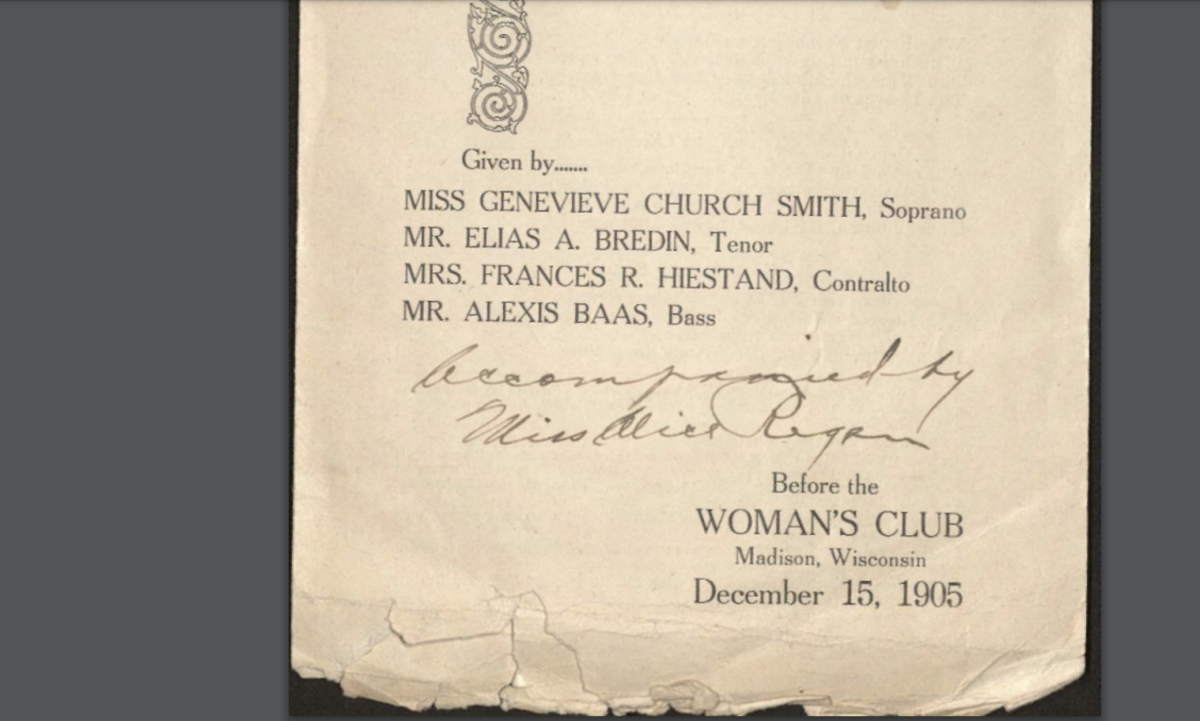 Given by.......
MISS GENEVIEVE CHURCH SMITH, Soprano
MR. ELIAS A. BREDIN, Tenor
MRS. FRANCES R. HIESTAND, Contralto
MR. ALEXIS BAAS, Bass
Accompanied by
Miss Alice Regan
Before the
WOMAN'S CLUB
Madison, Wisconsin
December 15, 1905